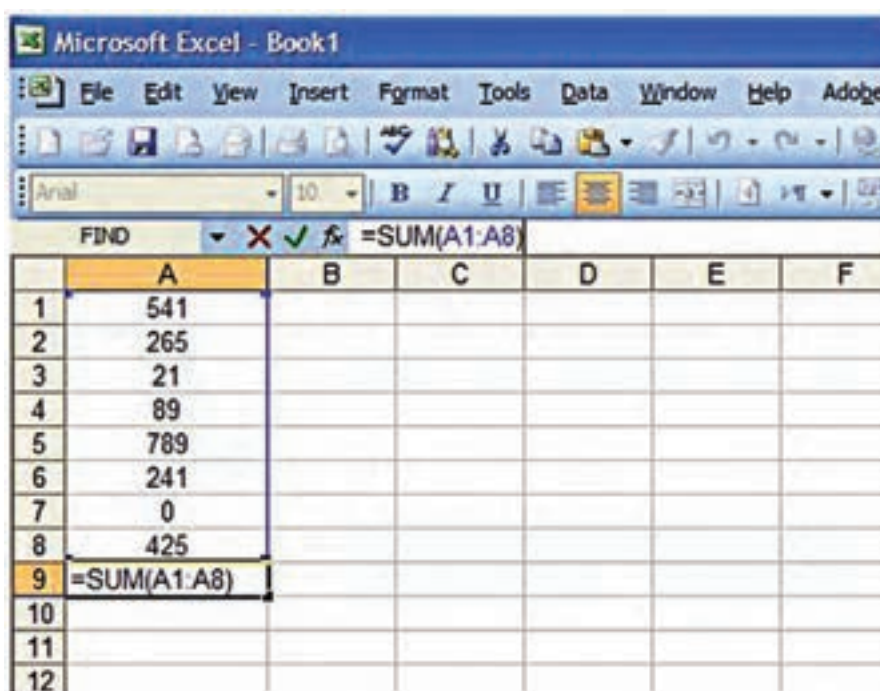 Microsoft Excel - Book1
File Edit View Insert Format Tools Data Window Help Adobe
Arial 10 B I U
FIND fx =SUM(A1:A8)
A B C D E F
1 541
2 265
3 21
4 89
5 789
6 241
7 0
8 425
9 =SUM(A1:A8)
10
11
12